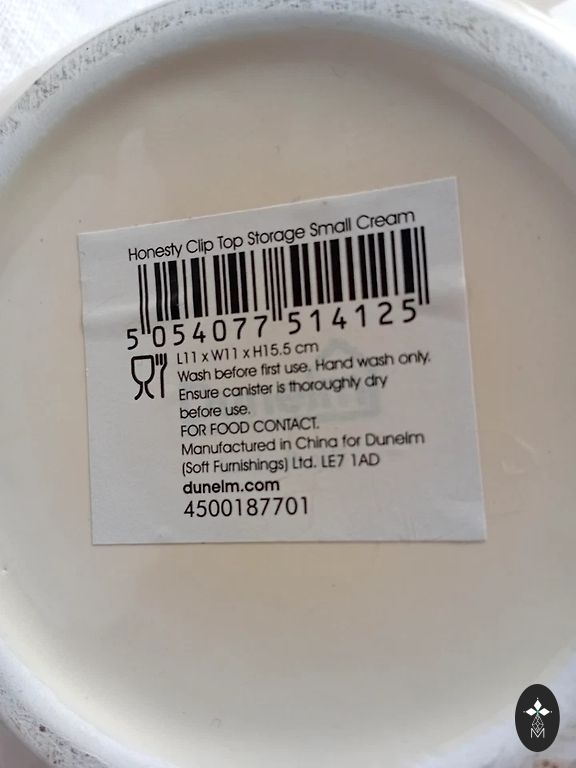 Honesty Clip Top Storage Small Cream
5 054077 514125
L11 x W11 x H15.5 cm
Wash before first use. Hand wash only.
Ensure canister is thoroughly dry
before use.
FOR FOOD CONTACT.
Manufactured in China for Dunelm
(Soft Furnishings) Ltd. LE7 1AD
dunelm.com
4500187701
M